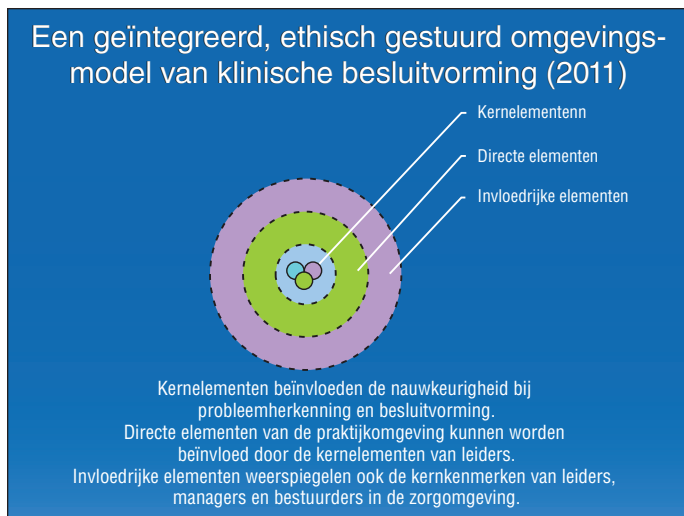 Een geïntegreerd, ethisch gestuurd omgevings-
model van klinische besluitvorming (2011)
Kernelementenn
Directe elementen
Invloedrijke elementen
Kernelementen beïnvloeden de nauwkeurigheid bij
probleemherkenning en besluitvorming.
Directe elementen van de praktijkomgeving kunnen worden
beïnvloed door de kernelementen van leiders.
Invloedrijke elementen weerspiegelen ook de kernkenmerken van leiders,
managers en bestuurders in de zorgomgeving.